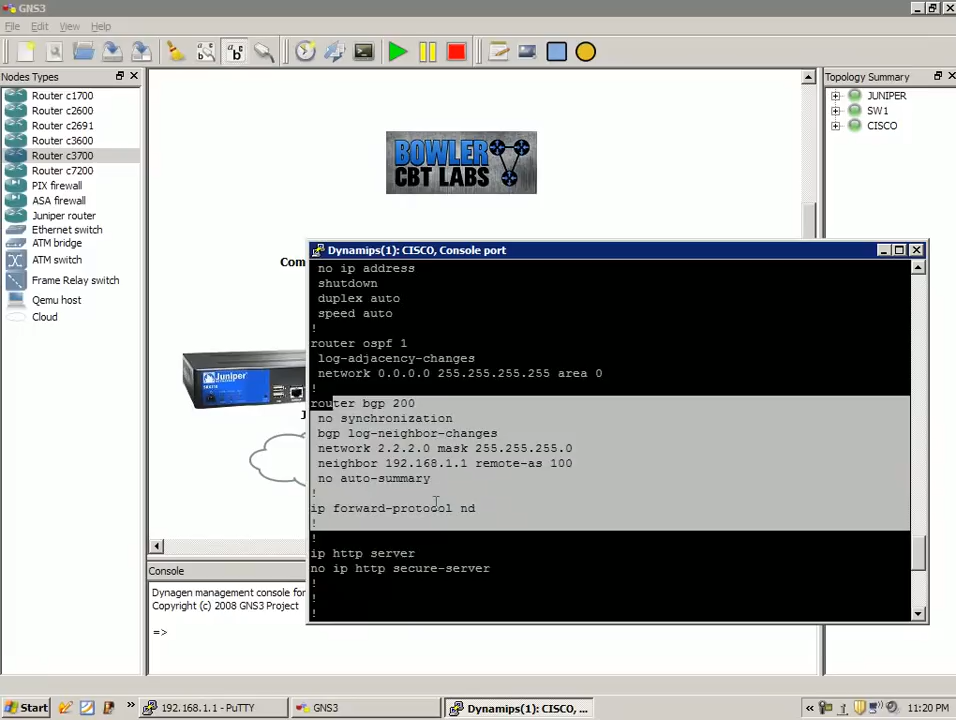 GNS3
File Edit View Help
Nodes Types
Router c1700
Router c2600
Router c2691
Router c3600
Router c3700
Router c7200
PIX firewall
ASA firewall
Juniper router
Ethernet switch
ATM bridge
ATM switch
Frame Relay switch
Qemu host
Cloud
BOWLER
CBT LABS
Com
Juniper
J
Topology Summary
JUNIPER
SW1
CISCO
Dynamips(1): CISCO, Console port
no ip address
shutdown
duplex auto
speed auto
!
router ospf 1
log-adjacency-changes
network 0.0.0.0 255.255.255.255 area 0
!
router bgp 200
no synchronization
bgp log-neighbor-changes
network 2.2.2.0 mask 255.255.255.0
neighbor 192.168.1.1 remote-as 100
no auto-summary
!
ip forward-protocol nd
!
!
ip http server
no ip http secure-server
!
!
!
Console
Dynagen management console for
Copyright (c) 2008 GNS3 Project
=>
Start
192.168.1.1 - PuTTY
GNS3
Dynamips(1): CISCO, ...
11:20 PM